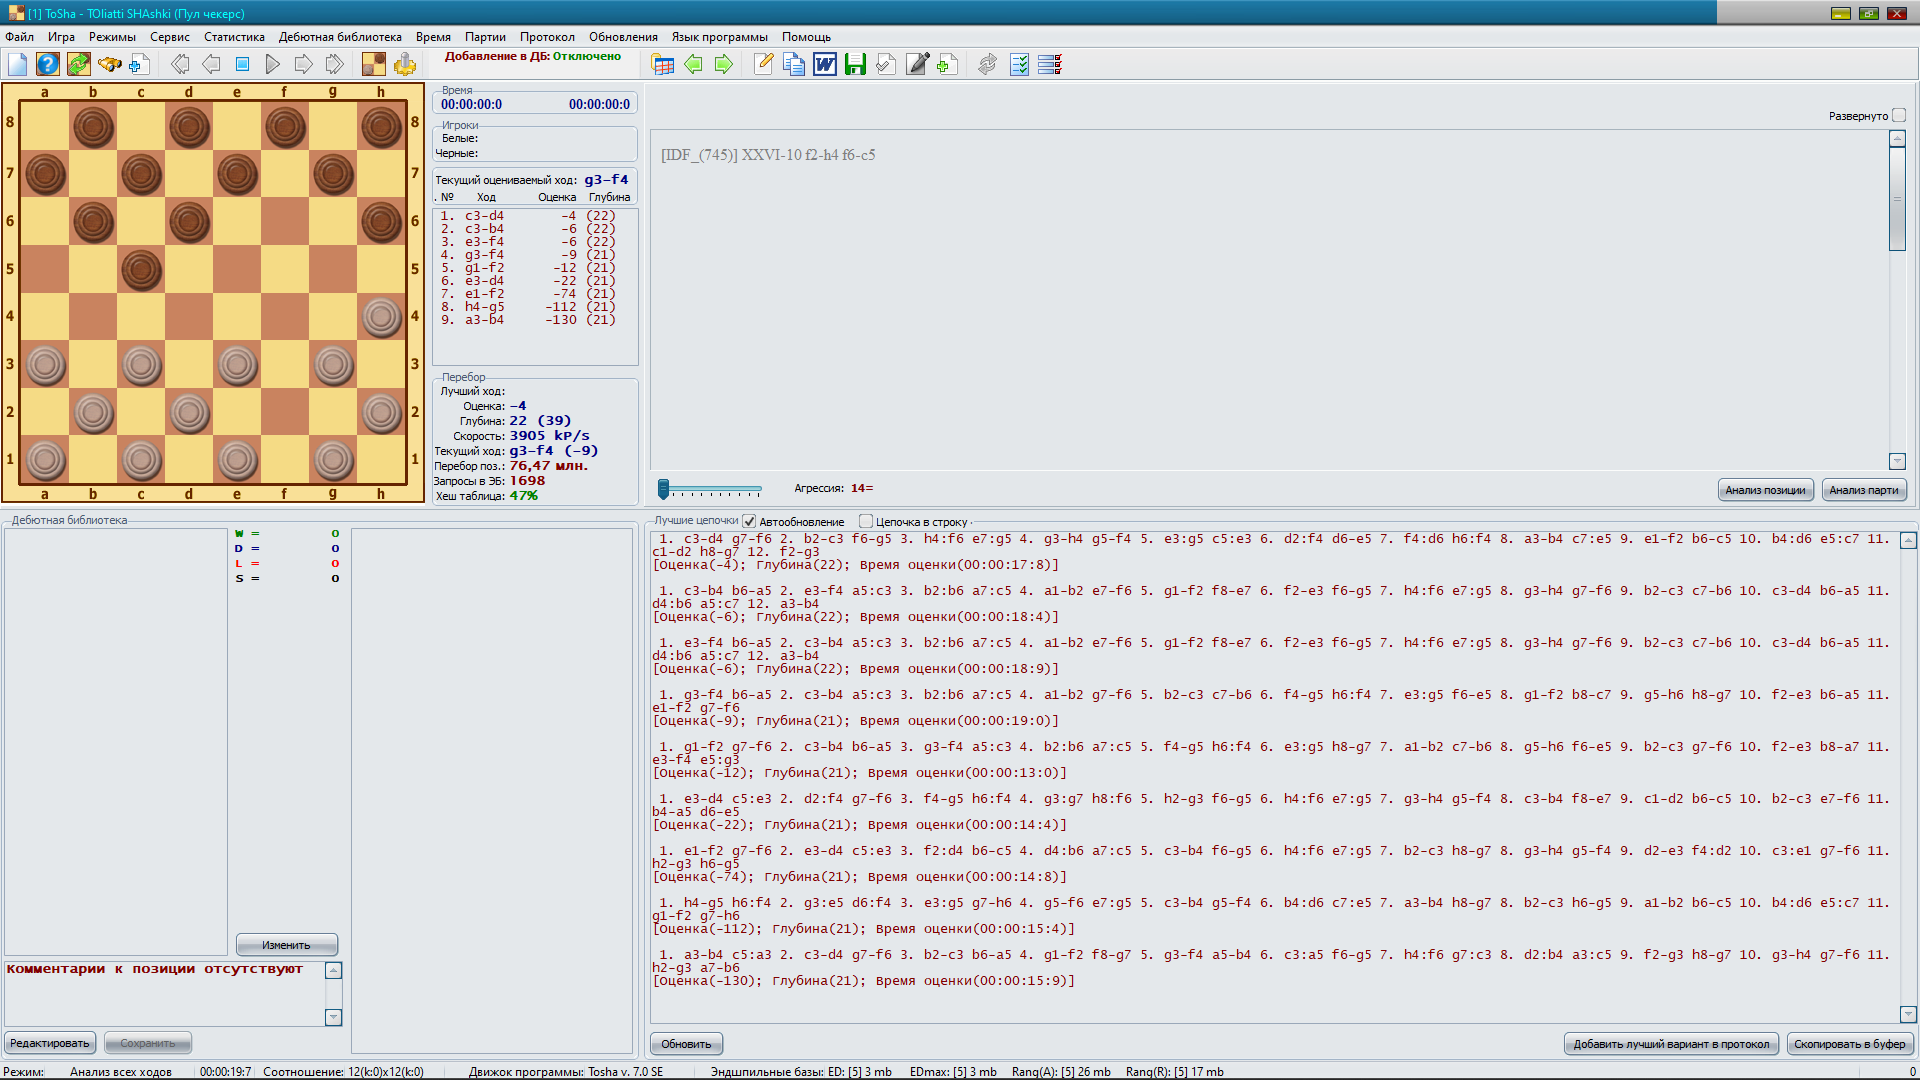 [1] ToSha - TOliatti SHAshki (Пул чекерс)
Файл Игра Режимы Сервис Статистика Дебютная библиотека Время Партии Протокол Обновления Язык программы Помощь
Добавление в ДБ: Отключено
a b c d e f g h
8 8
7 7
6 6
5 5
4 4
3 3
2 2
1 1
a b c d e f g h
Время
00:00:00:0 00:00:00:0
Игроки
Белые:
Черные:
Текущий оцениваемый ход: g3-f4
. № Ход Оценка Глубина
1. c3-d4 -4 (22)
2. c3-b4 -6 (22)
3. e3-f4 -6 (22)
4. g3-f4 -9 (21)
5. g1-f2 -12 (21)
6. e3-d4 -22 (21)
7. e1-f2 -74 (21)
8. h4-g5 -112 (21)
9. a3-b4 -130 (21)
Перебор
Лучший ход:
Оценка: -4
Глубина: 22 (39)
Скорость: 3905 kP/s
Текущий ход: g3-f4 (-9)
Перебор поз.: 76,47 млн.
Запросы в ЭБ: 1698
Хеш таблица: 47%
Развернуто
[IDF_(745)] XXVI-10 f2-h4 f6-c5
Агрессия: 14=
Анализ позиции Анализ парти
Дебютная библиотека
W = 0
D = 0
L = 0
S = 0
Изменить
Комментарии к позиции отсутствуют
Редактировать Сохранить
Лучшие цепочки Автообновление Цепочка в строку
1. c3-d4 g7-f6 2. b2-c3 f6-g5 3. h4:f6 e7:g5 4. g3-h4 g5-f4 5. e3:g5 c5:e3 6. d2:f4 d6-e5 7. f4:d6 h6:f4 8. a3-b4 c7:e5 9. e1-f2 b6-c5 10. b4:d6 e5:c7 11.
c1-d2 h8-g7 12. f2-g3
[Оценка(-4); Глубина(22); Время оценки(00:00:17:8)]
1. c3-b4 b6-a5 2. e3-f4 a5:c3 3. b2:b6 a7:c5 4. a1-b2 e7-f6 5. g1-f2 f8-e7 6. f2-e3 f6-g5 7. h4:f6 e7:g5 8. g3-h4 g7-f6 9. b2-c3 c7-b6 10. c3-d4 b6-a5 11.
d4:b6 a5:c7 12. a3-b4
[Оценка(-6); Глубина(22); Время оценки(00:00:18:4)]
1. e3-f4 b6-a5 2. c3-b4 a5:c3 3. b2:b6 a7:c5 4. a1-b2 e7-f6 5. g1-f2 f8-e7 6. f2-e3 f6-g5 7. h4:f6 e7:g5 8. g3-h4 g7-f6 9. b2-c3 c7-b6 10. c3-d4 b6-a5 11.
d4:b6 a5:c7 12. a3-b4
[Оценка(-6); Глубина(22); Время оценки(00:00:18:9)]
1. g3-f4 b6-a5 2. c3-b4 a5:c3 3. b2:b6 a7:c5 4. a1-b2 g7-f6 5. b2-c3 c7-b6 6. f4-g5 h6:f4 7. e3:g5 f6-e5 8. g1-f2 b8-c7 9. g5-h6 h8-g7 10. f2-e3 b6-a5 11.
e1-f2 g7-f6
[Оценка(-9); Глубина(21); Время оценки(00:00:19:0)]
1. g1-f2 g7-f6 2. c3-b4 b6-a5 3. g3-f4 a5:c3 4. b2:b6 a7:c5 5. f4-g5 h6:f4 6. e3:g5 h8-g7 7. a1-b2 c7-b6 8. g5-h6 f6-e5 9. b2-c3 g7-f6 10. f2-e3 b8-a7 11.
e3-f4 e5:g3
[Оценка(-12); Глубина(21); Время оценки(00:00:13:0)]
1. e3-d4 c5:e3 2. d2:f4 g7-f6 3. f4-g5 h6:f4 4. g3:g7 h8:f6 5. h2-g3 f6-g5 6. h4:f6 e7:g5 7. g3-h4 g5-f4 8. c3-b4 f8-e7 9. c1-d2 b6-c5 10. b2-c3 e7-f6 11.
b4-a5 d6-e5
[Оценка(-22); Глубина(21); Время оценки(00:00:14:4)]
1. e1-f2 g7-f6 2. e3-d4 c5:e3 3. f2:d4 b6-c5 4. d4:b6 a7:c5 5. c3-b4 f6-g5 6. h4:f6 e7:g5 7. b2-c3 h8-g7 8. g3-h4 g5-f4 9. d2-e3 f4:d2 10. c3:e1 g7-f6 11.
h2-g3 h6-g5
[Оценка(-74); Глубина(21); Время оценки(00:00:14:8)]
1. h4-g5 h6:f4 2. g3:e5 d6:f4 3. e3:g5 g7-h6 4. g5-f6 e7:g5 5. c3-b4 g5-f4 6. b4:d6 c7:e5 7. a3-b4 h8-g7 8. b2-c3 h6-g5 9. a1-b2 b6-c5 10. b4:d6 e5:c7 11.
g1-f2 g7-h6
[Оценка(-112); Глубина(21); Время оценки(00:00:15:4)]
1. a3-b4 c5:a3 2. c3-d4 g7-f6 3. b2-c3 b6-a5 4. g1-f2 f8-g7 5. g3-f4 a5-b4 6. c3:a5 f6-g5 7. h4:f6 g7:c3 8. d2:b4 a3:c5 9. f2-g3 h8-g7 10. g3-h4 g7-f6 11.
h2-g3 a7-b6
[Оценка(-130); Глубина(21); Время оценки(00:00:15:9)]
Обновить Добавить лучший вариант в протокол Скопировать в буфер
Режим: Анализ всех ходов 00:00:19:7 Соотношение: 12(k:0)x12(k:0) Движок программы: Tosha v. 7.0 SE Эндшпильные базы: ED: [5] 3 mb EDmax: [5] 3 mb Rang(A): [5] 26 mb Rang(R): [5] 17 mb 0